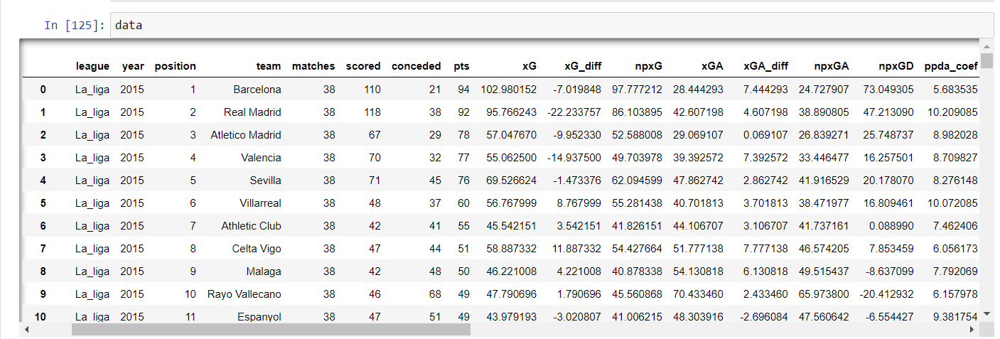 In [125]: data
league year position team matches scored conceded pts xG xG_diff npxG xGA xGA_diff npxGA npxGD ppda_coef
0 La_liga 2015 1 Barcelona 38 110 21 94 102.980152 -7.019848 97.777212 28.444293 7.444293 24.727907 73.049305 5.683535
1 La_liga 2015 2 Real Madrid 38 118 38 92 95.766243 -22.233757 86.103895 42.607198 4.607198 38.890805 47.213090 10.209085
2 La_liga 2015 3 Atletico Madrid 38 67 29 78 57.047670 -9.952330 52.588008 29.069107 0.069107 26.839271 25.748737 8.982028
3 La_liga 2015 4 Valencia 38 70 32 77 55.062500 -14.937500 49.703978 39.392572 7.392572 33.446477 16.257501 8.709827
4 La_liga 2015 5 Sevilla 38 71 45 76 69.526624 -1.473376 62.094599 47.862742 2.862742 41.916529 20.178070 8.276148
5 La_liga 2015 6 Villarreal 38 48 37 60 56.767999 8.767999 55.281438 40.701813 3.701813 38.471977 16.809461 10.072085
6 La_liga 2015 7 Athletic Club 38 42 41 55 45.542151 3.542151 41.826151 44.106707 3.106707 41.737161 0.088990 7.462406
7 La_liga 2015 8 Celta Vigo 38 47 44 51 58.887332 11.887332 54.427664 51.777138 7.777138 46.574205 7.853459 6.056173
8 La_liga 2015 9 Malaga 38 42 48 50 46.221008 4.221008 40.878338 54.130818 6.130818 49.515437 -8.637099 7.792069
9 La_liga 2015 10 Rayo Vallecano 38 46 68 49 47.790696 1.790696 45.560868 70.433460 2.433460 65.973800 -20.412932 6.157978
10 La_liga 2015 11 Espanyol 38 47 51 49 43.979193 -3.020807 41.006215 48.303916 -2.696084 47.560642 -6.554427 9.381754